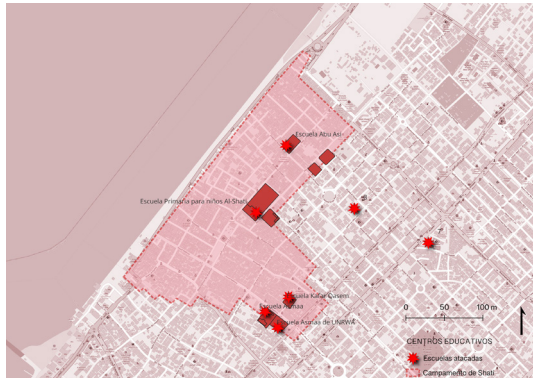 Escuela Abu Asi
Escuela Primaria para niños Al-Shati
Escuela Kafar Qasem
Escuela Asmaa
Escuela Asmaa de UNRWA
0 50 100 m
CENTROS EDUCATIVOS
Escuelas atacadas
Campamento de Shati